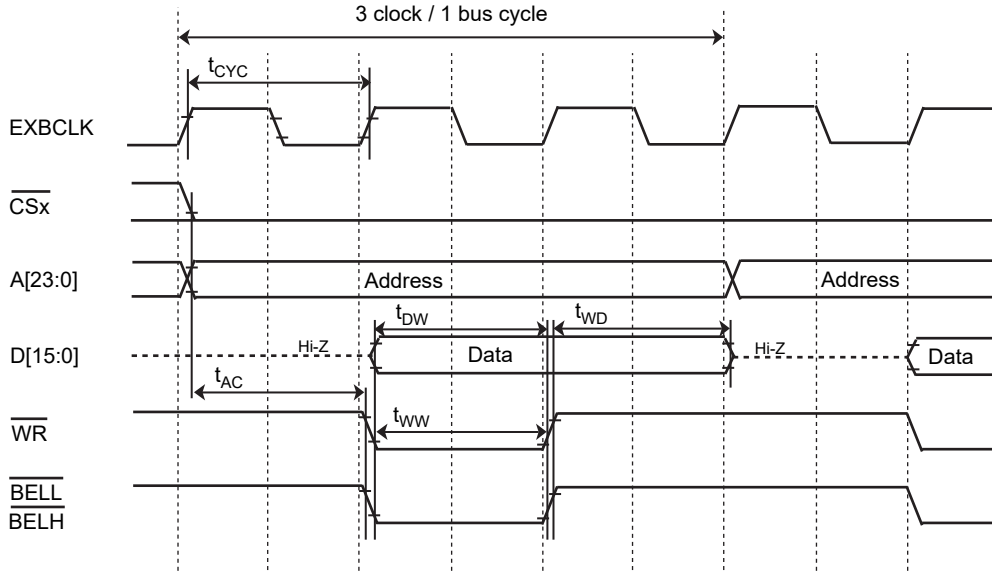 3 clock / 1 bus cycle
tCYC
EXBCLK
CSx
A[23:0]
Address
Address
tDW
tWD
D[15:0]
Hi-Z
Data
Hi-Z
Data
tAC
tWW
WR
BELL
BELH